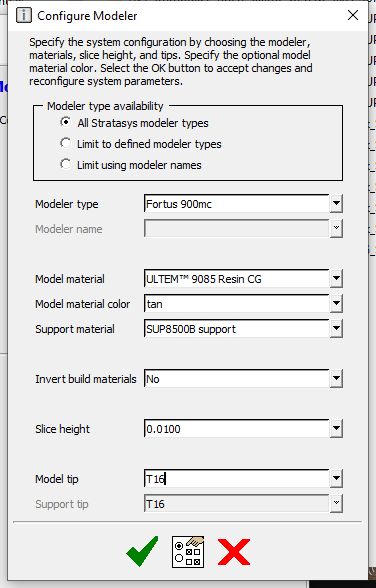 Configure Modeler
Specify the system configuration by choosing the modeler,
materials, slice height, and tips. Specify the optional model
material color. Select the OK button to accept changes and
reconfigure system parameters.
Modeler type availability
All Stratasys modeler types
Limit to defined modeler types
Limit using modeler names
Modeler type Fortus 900mc
Modeler name
Model material ULTEM™ 9085 Resin CG
Model material color tan
Support material SUP8500B support
Invert build materials No
Slice height 0.0100
Model tip T16
Support tip T16